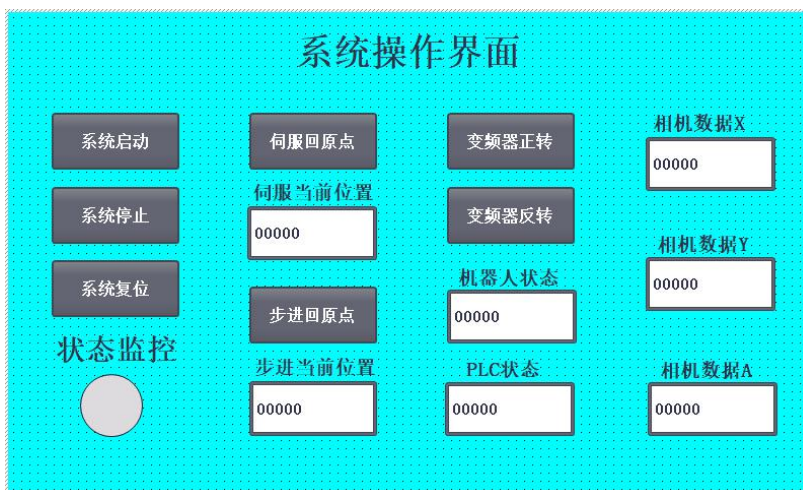 系统操作界面
系统启动
系统停止
系统复位
状态监控
伺服回原点
伺服当前位置
00000
步进回原点
步进当前位置
00000
变频器正转
变频器反转
机器人状态
00000
PLC状态
00000
相机数据X
00000
相机数据Y
00000
相机数据A
00000